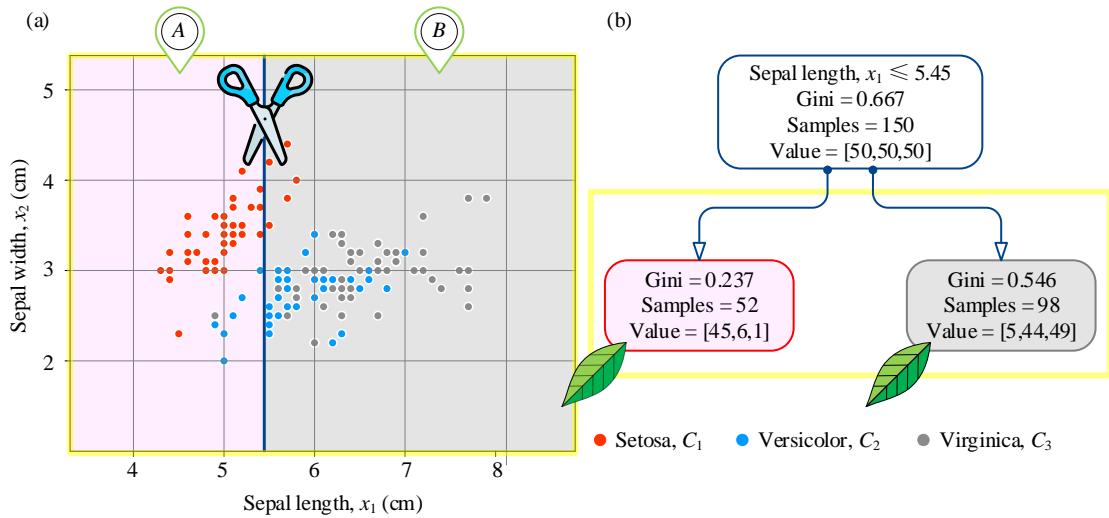 (a)
A
B
5
4
3
2
4
5
6
7
8
Sepal width, x2 (cm)
Sepal length, x1 (cm)
(b)
Sepal length, x1 ⩽ 5.45
Gini = 0.667
Samples = 150
Value = [50,50,50]
Gini = 0.237
Samples = 52
Value = [45,6,1]
Gini = 0.546
Samples = 98
Value = [5,44,49]
Setosa, C1
Versicolor, C2
Virginica, C3